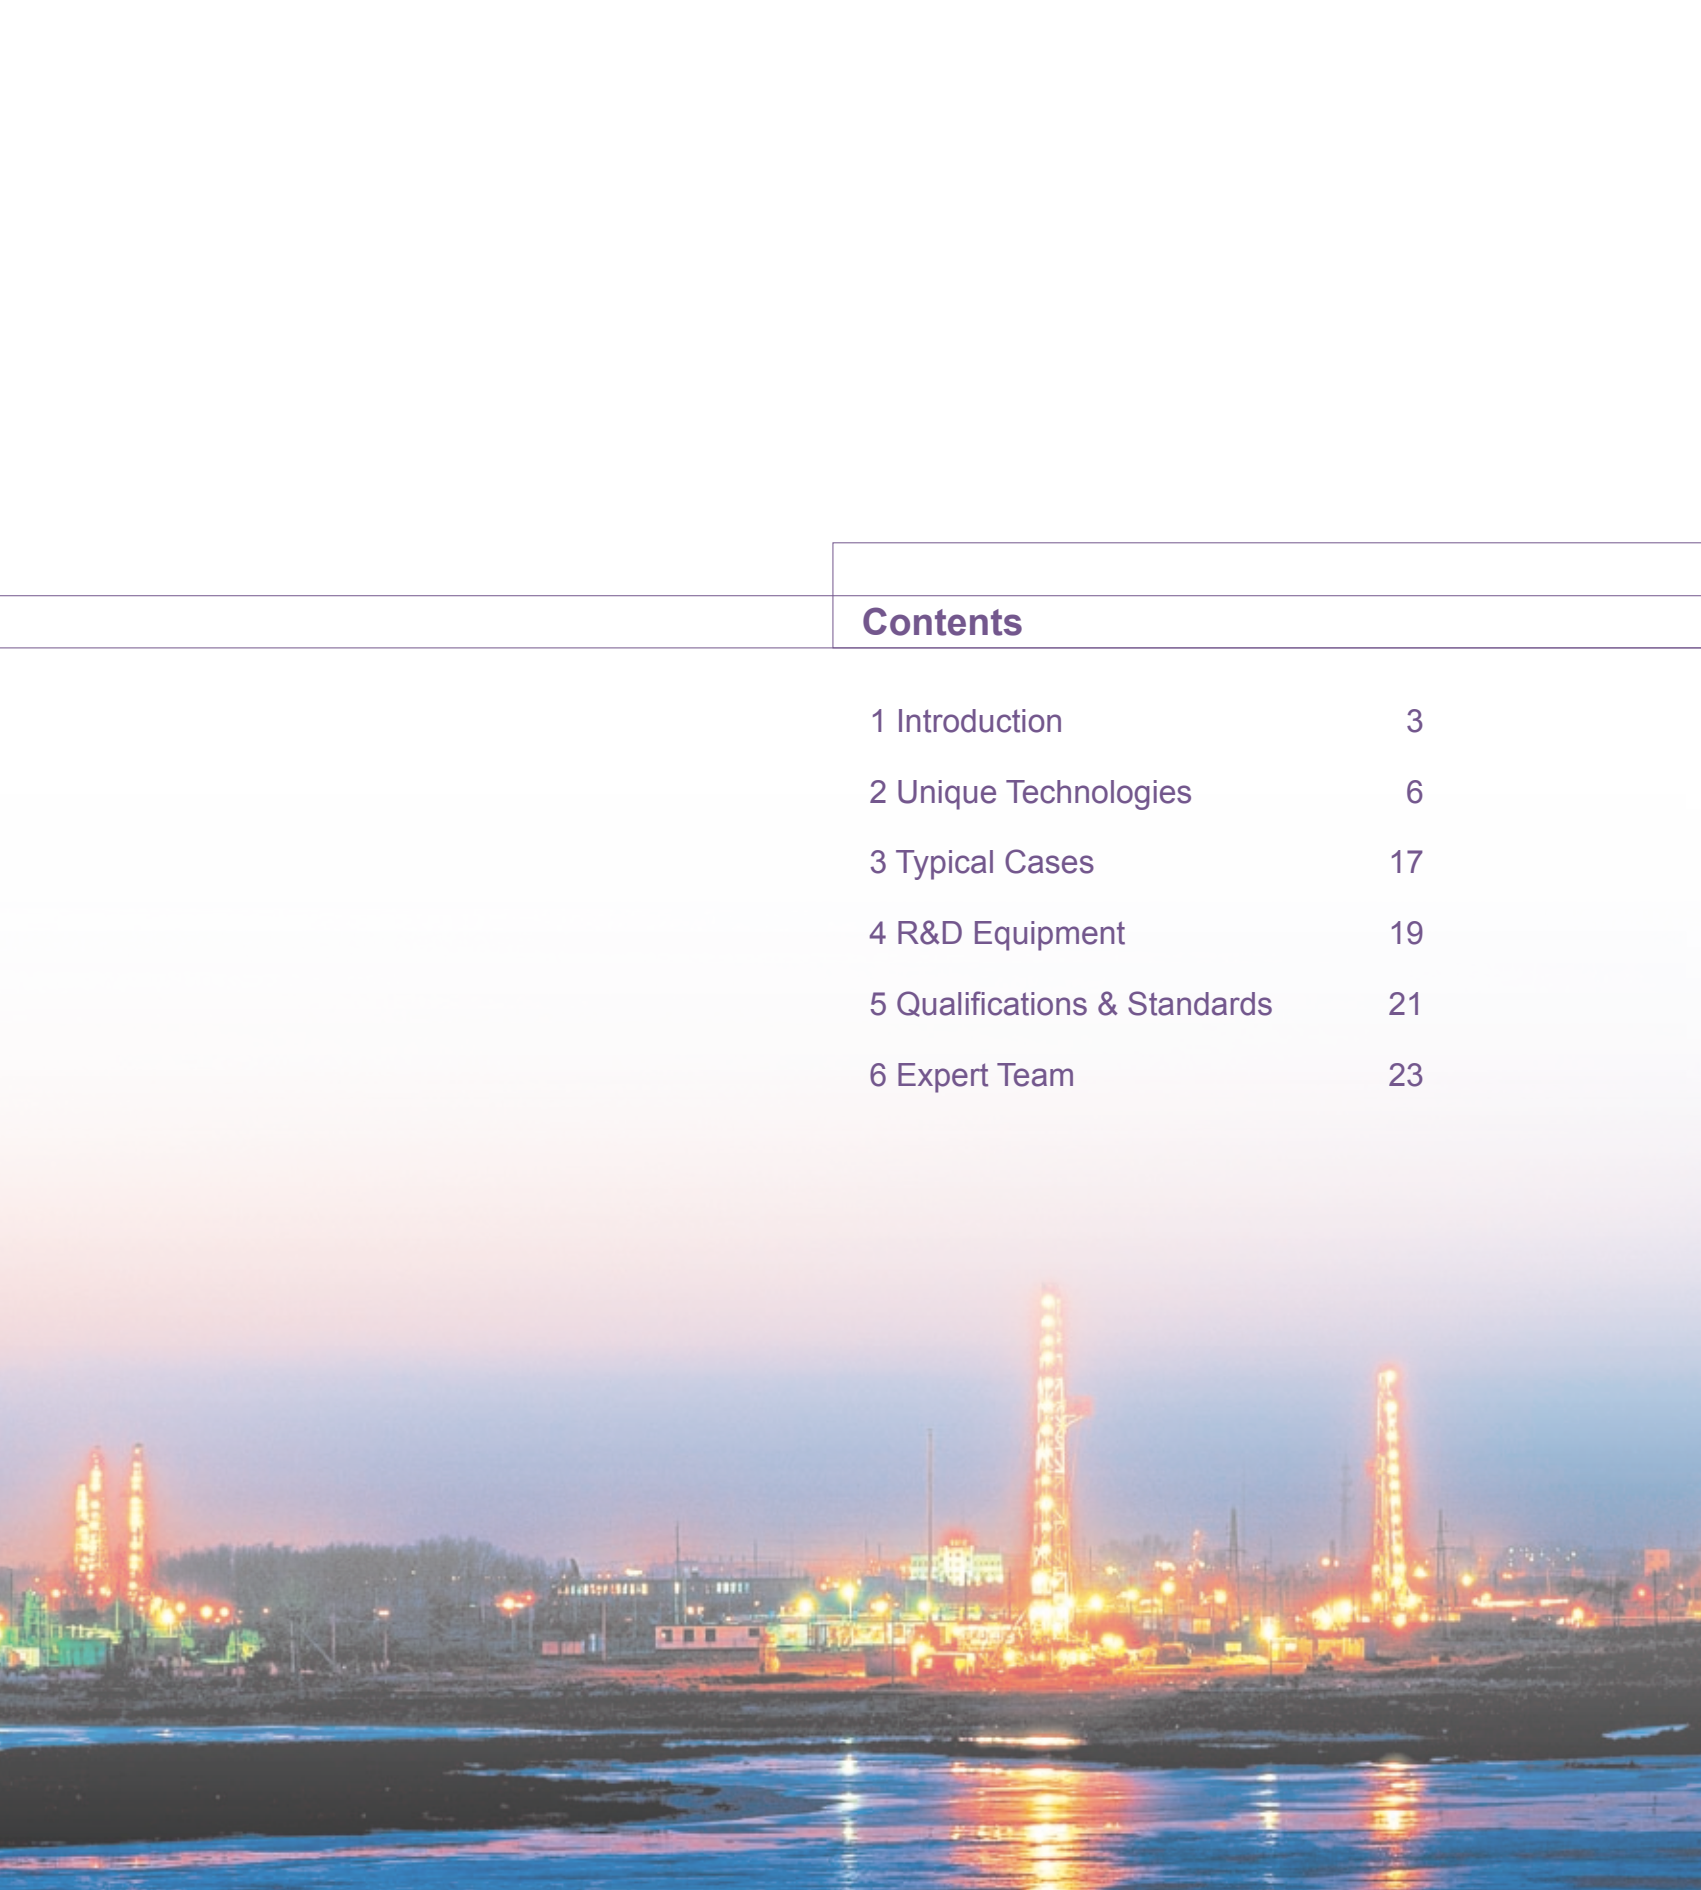 Contents
1 Introduction 3
2 Unique Technologies 6
3 Typical Cases 17
4 R&D Equipment 19
5 Qualifications & Standards 21
6 Expert Team 23